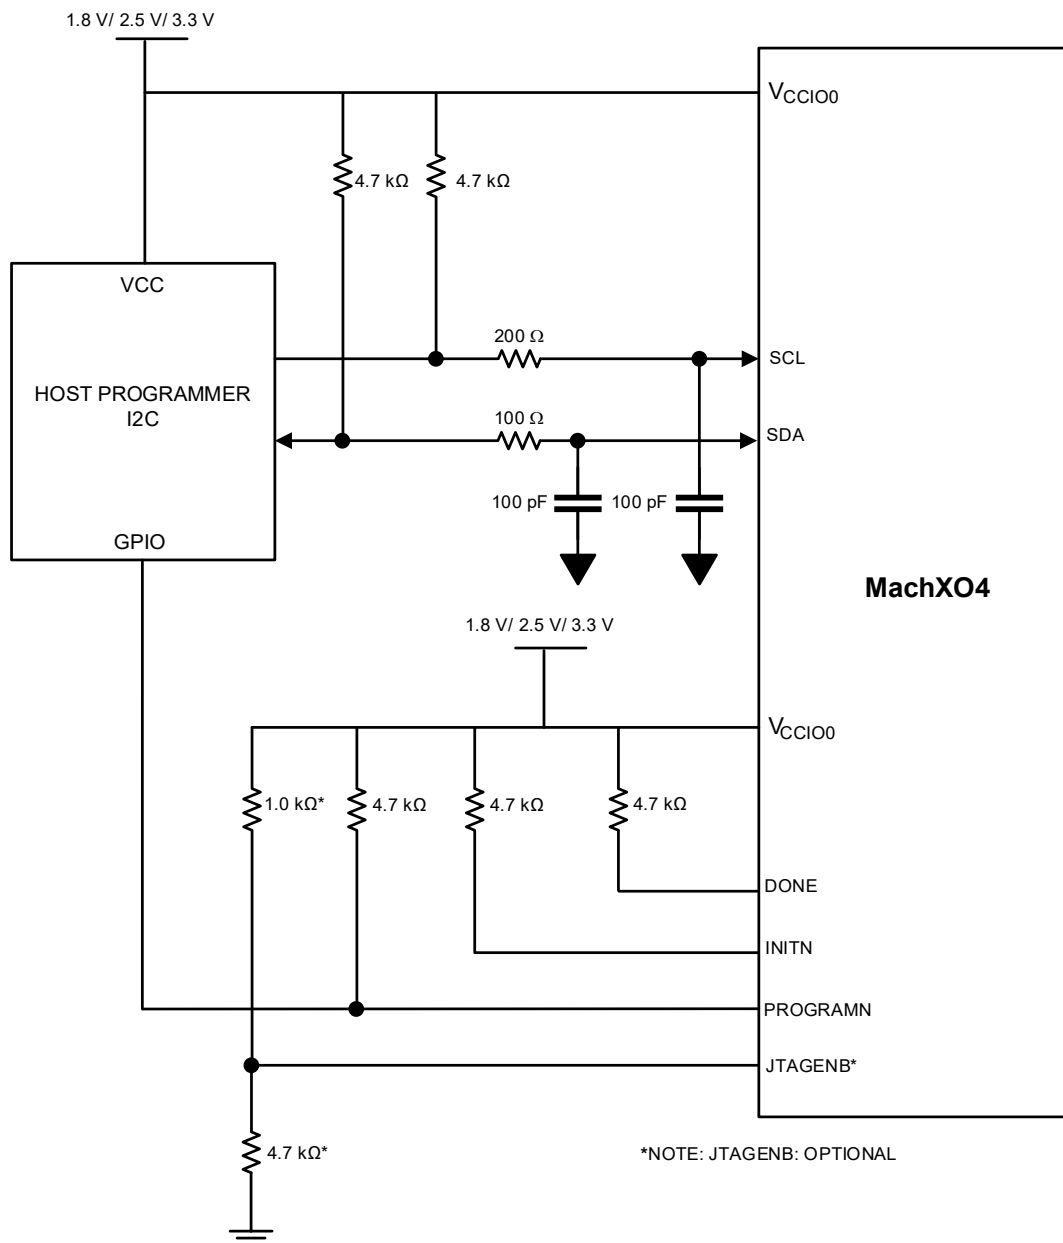 1.8 V/ 2.5 V/ 3.3 V
V_CCIO0
4.7 kΩ
4.7 kΩ
VCC
HOST PROGRAMMER
I2C
GPIO
200 Ω
SCL
100 Ω
SDA
100 pF
100 pF
MachXO4
1.8 V/ 2.5 V/ 3.3 V
V_CCIO0
1.0 kΩ*
4.7 kΩ
4.7 kΩ
4.7 kΩ
DONE
INITN
PROGRAMN
JTAGENB*
4.7 kΩ*
*NOTE: JTAGENB: OPTIONAL